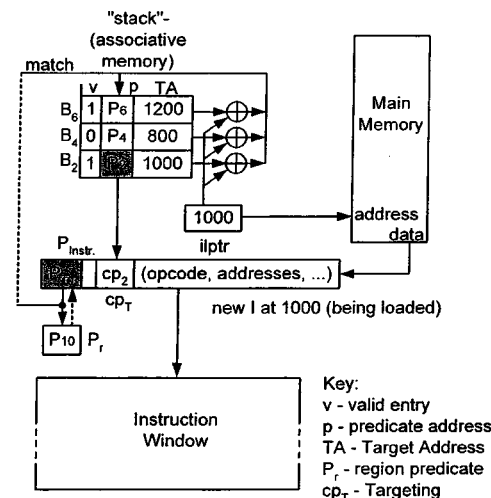 "stack"-
(associative
memory)
match
v p TA
B6 1 P6 1200
B4 0 P4 800
B2 1 1000
Main
Memory
1000
address
data
ilptr
PInstr.
cp2 (opcode, addresses, ...)
cpT
new I at 1000 (being loaded)
P10 Pr
Instruction
Window
Key:
v - valid entry
p - predicate address
TA - Target Address
Pr - region predicate
cpT - Targeting